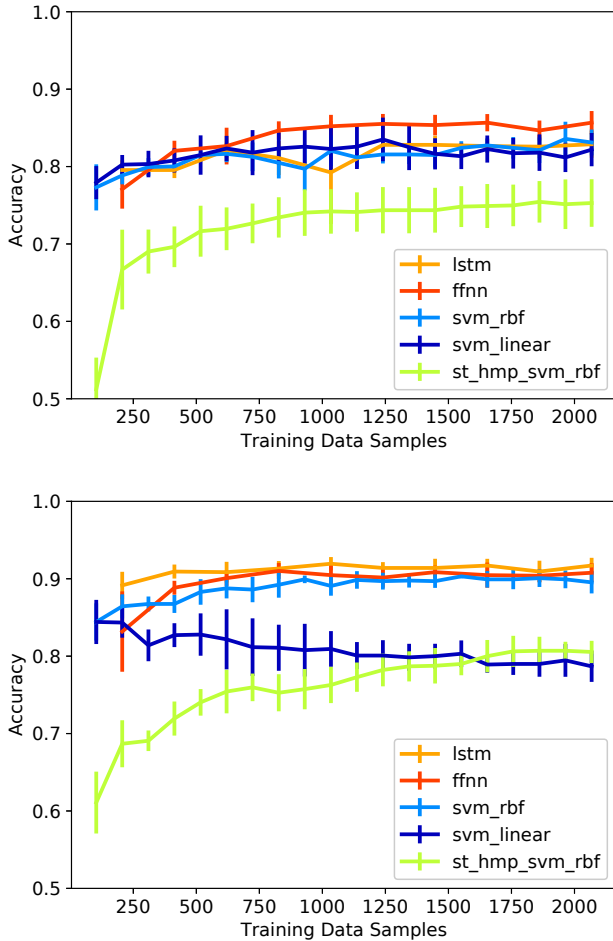 1.0
0.9
0.8
0.7
0.6
0.5
Accuracy
lstm
ffnn
svm_rbf
svm_linear
st_hmp_svm_rbf
250 500 750 1000 1250 1500 1750 2000
Training Data Samples
1.0
0.9
0.8
0.7
0.6
0.5
Accuracy
lstm
ffnn
svm_rbf
svm_linear
st_hmp_svm_rbf
250 500 750 1000 1250 1500 1750 2000
Training Data Samples